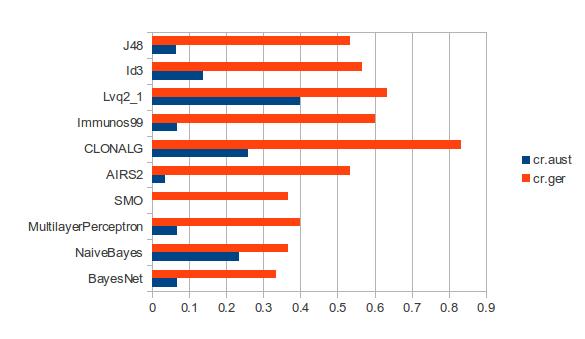 J48
Id3
Lvq2_1
Immunos99
CLONALG
AIRS2
SMO
MultilayerPerceptron
NaiveBayes
BayesNet
0 0.1 0.2 0.3 0.4 0.5 0.6 0.7 0.8 0.9
cr.aust
cr.ger